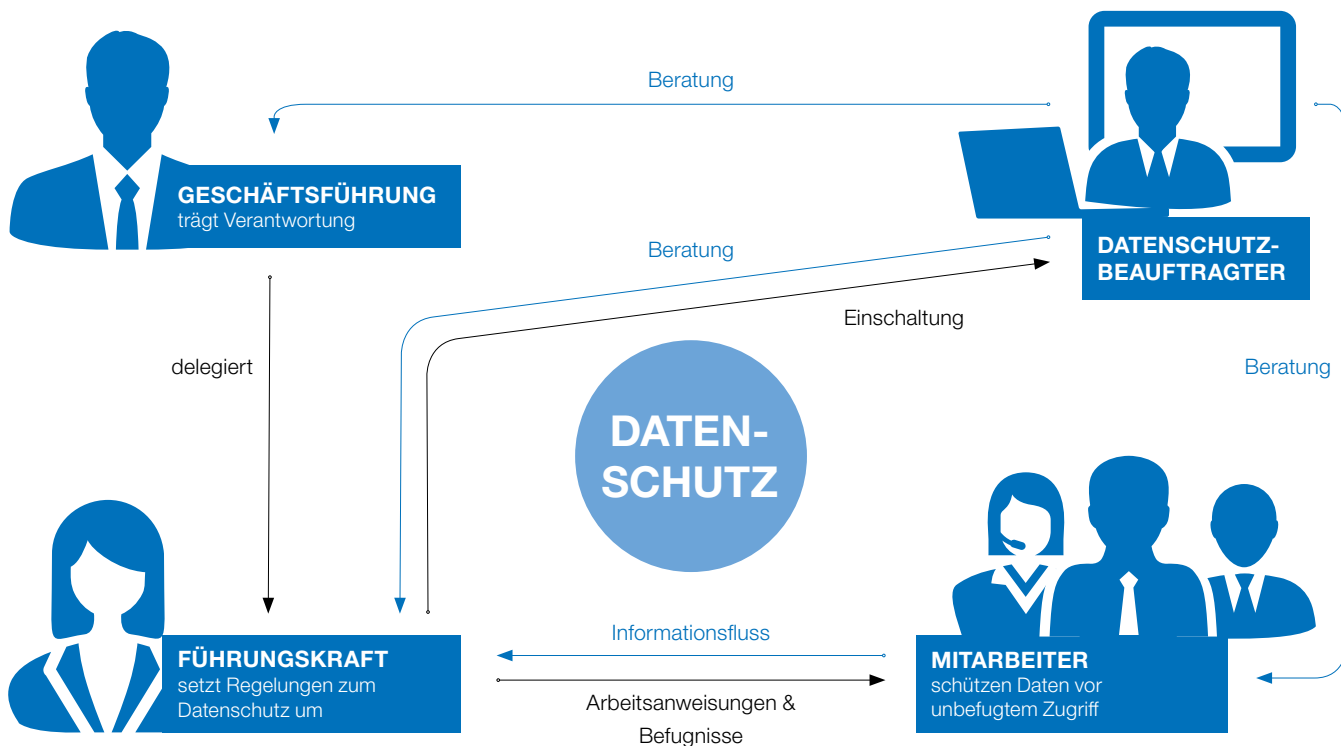 Beratung
GESCHÄFTSFÜHRUNG
trägt Verantwortung
Beratung
DATENSCHUTZ-
BEAUFTRAGTER
Einschaltung
delegiert
Beratung
DATEN-
SCHUTZ
Informationsfluss
FÜHRUNGSKRAFT
setzt Regelungen zum
Datenschutz um
MITARBEITER
schützen Daten vor
unbefugtem Zugriff
Arbeitsanweisungen &
Befugnisse